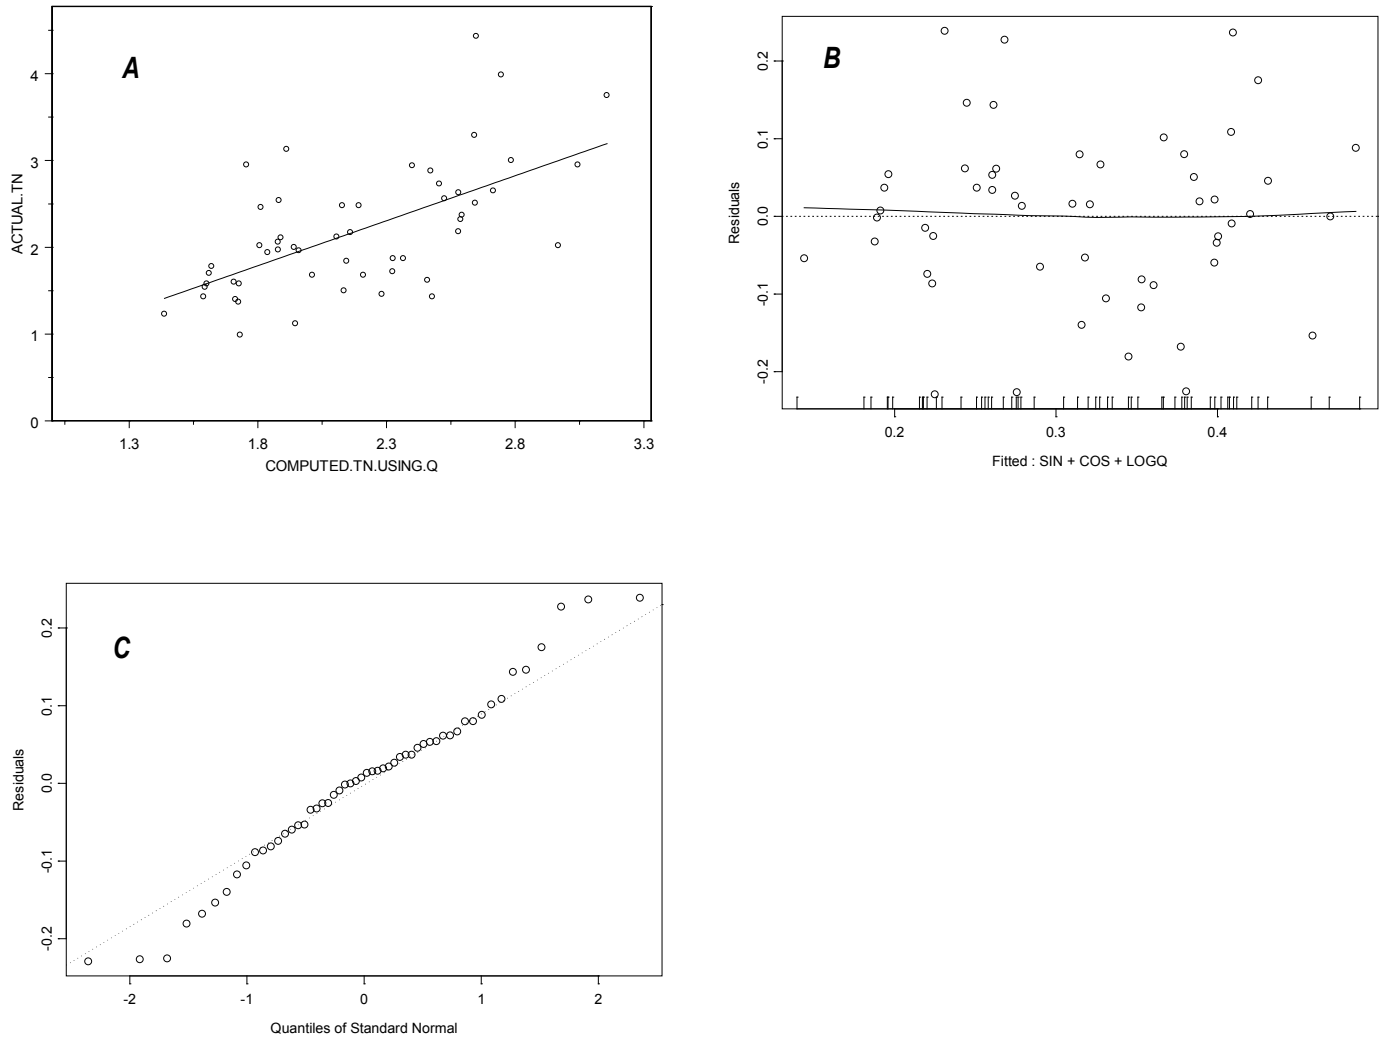 A
ACTUAL.TN
4
3
2
1
0
1.3 1.8 2.3 2.8 3.3
COMPUTED.TN.USING.Q
B
Residuals
0.2
0.1
0.0
-0.1
-0.2
0.2 0.3 0.4
Fitted : SIN + COS + LOGQ
C
Residuals
0.2
0.1
0.0
-0.1
-0.2
-2 -1 0 1 2
Quantiles of Standard Normal